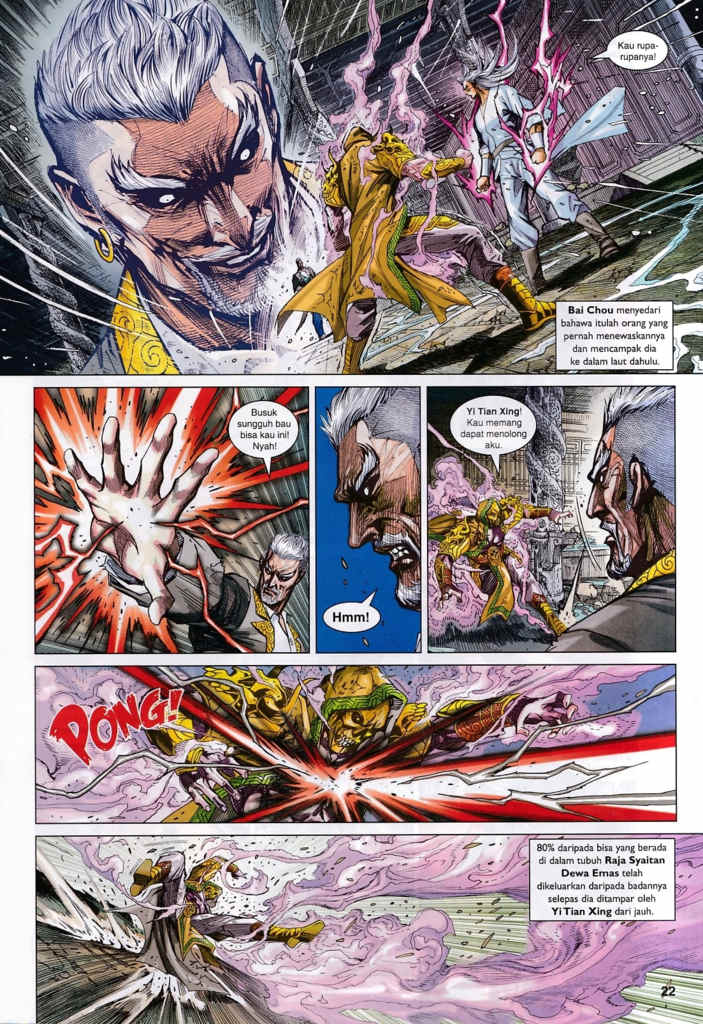 Kau rupa-
rupanya!
Bai Chou menyedari
bahawa itulah orang yang
pernah menewaskannya
dan mencampak dia
ke dalam laut dahulu.
Busuk
sungguh bau
bisa kau ini!
Nyah!
Hmm!
Yi Tian Xing!
Kau memang
dapat menolong
aku.
PONG!
80% daripada bisa yang berada
di dalam tubuh Raja Syaitan
Dewa Emas telah
dikeluarkan daripada badannya
selepas dia ditampar oleh
Yi Tian Xing dari jauh.
22